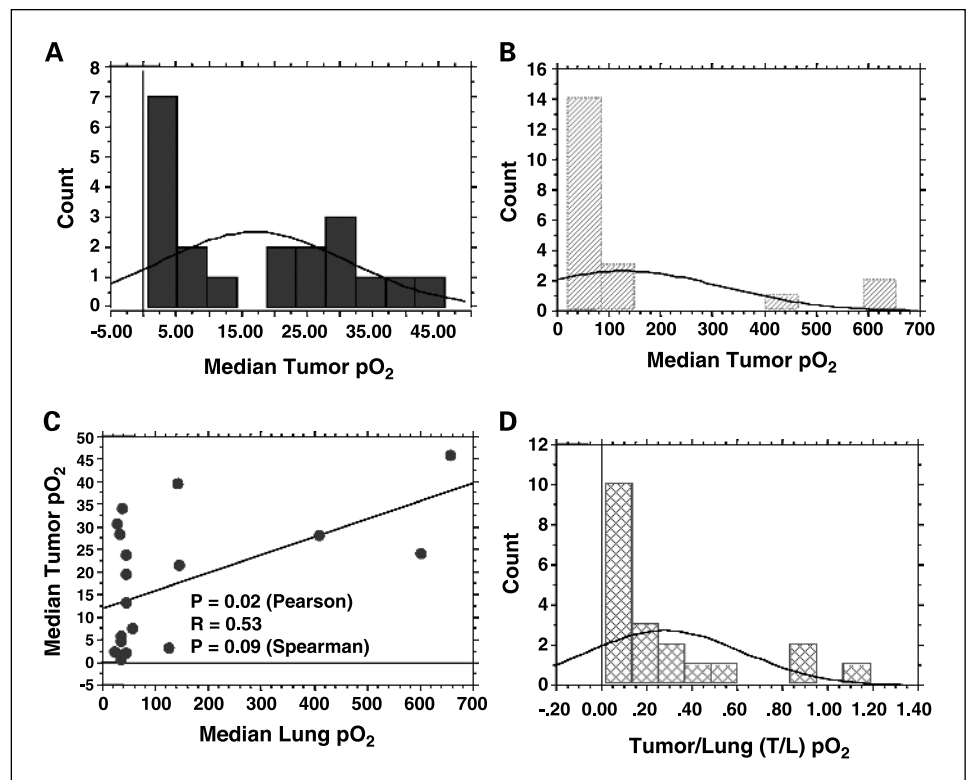 A
8
7
6
5
4
3
2
1
0
Count
-5.00 5.00 15.00 25.00 35.00 45.00
Median Tumor pO₂
B
16
14
12
10
8
6
4
2
0
Count
0 100 200 300 400 500 600 700
Median Tumor pO₂
C
50
45
40
35
30
25
20
15
10
5
0
-5
Median Tumor pO₂
P = 0.02 (Pearson)
R = 0.53
P = 0.09 (Spearman)
0 100 200 300 400 500 600 700
Median Lung pO₂
D
12
10
8
6
4
2
0
Count
-.20 0.00 .20 .40 .60 .80 1.00 1.20 1.40
Tumor/Lung (T/L) pO₂